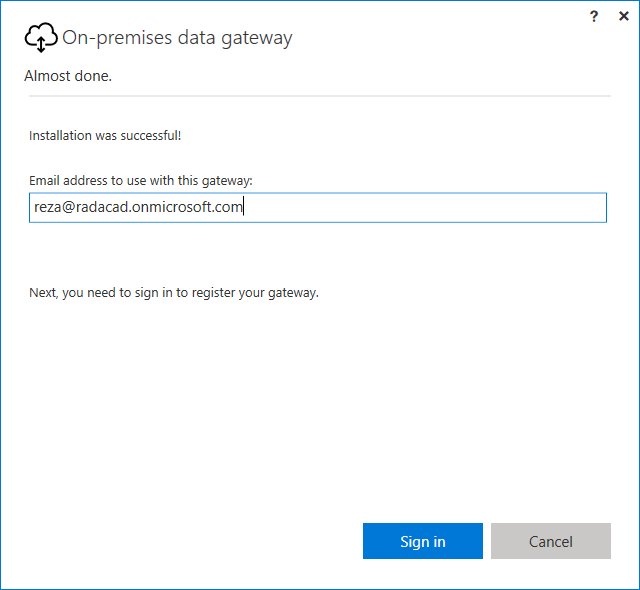 ?
On-premises data gateway
Almost done.
Installation was successful!
Email address to use with this gateway:
reza@radacad.onmicrosoft.com
Next, you need to sign in to register your gateway.
Sign in
Cancel